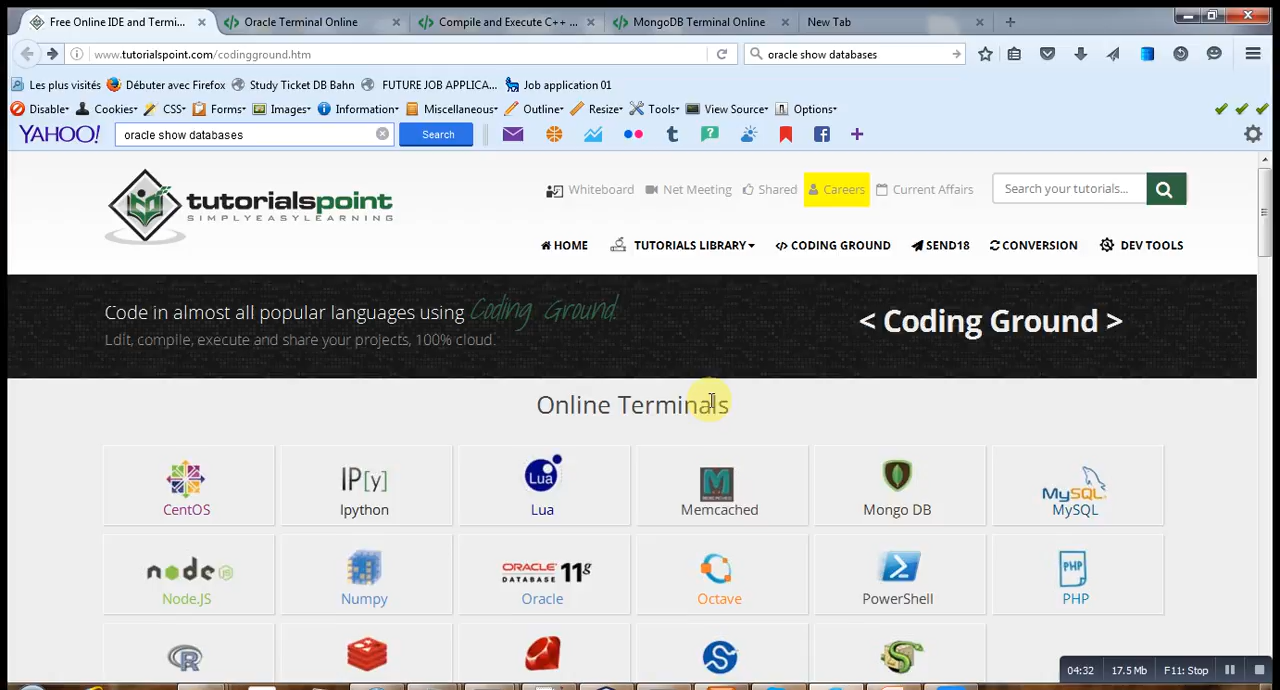 Free Online IDE and Termi... Oracle Terminal Online Compile and Execute C++ ... MongoDB Terminal Online New Tab
www.tutorialspoint.com/codingground.htm oracle show databases
Les plus visités Débuter avec Firefox Study Ticket DB Bahn FUTURE JOB APPLICA... Job application 01
Disable Cookies CSS Forms Images Information Miscellaneous Outline Resize Tools View Source Options
YAHOO! oracle show databases Search
Whiteboard Net Meeting Shared Careers Current Affairs Search your tutorials...
tutorialspoint
SIMPLYEASYLEARNING
HOME TUTORIALS LIBRARY </> CODING GROUND SEND18 CONVERSION DEV TOOLS
Code in almost all popular languages using Coding Ground.
Edit, compile, execute and share your projects, 100% cloud.
< Coding Ground >
Online Terminals
IP[y] Lua MEMCACHED MySQL
CentOS Ipython Lua Memcached Mongo DB MySQL
node JS ORACLE DATABASE 11g PHP
Node.JS Numpy Oracle Octave PowerShell PHP
R
04:32 17.5 Mb F11: Stop